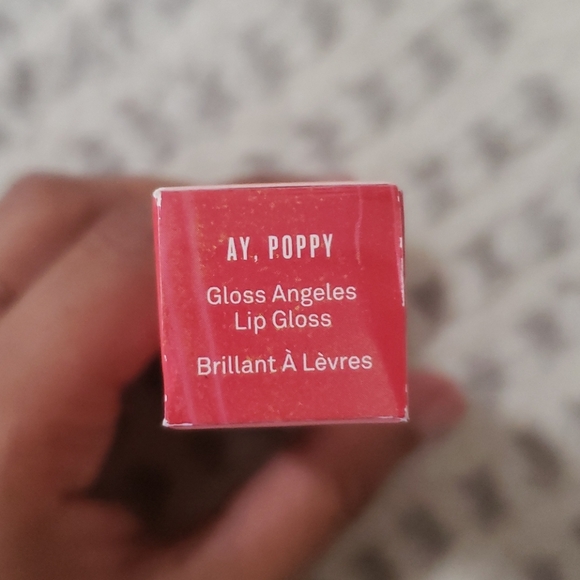 AY, POPPY
Gloss Angeles
Lip Gloss
Brillant À Lèvres